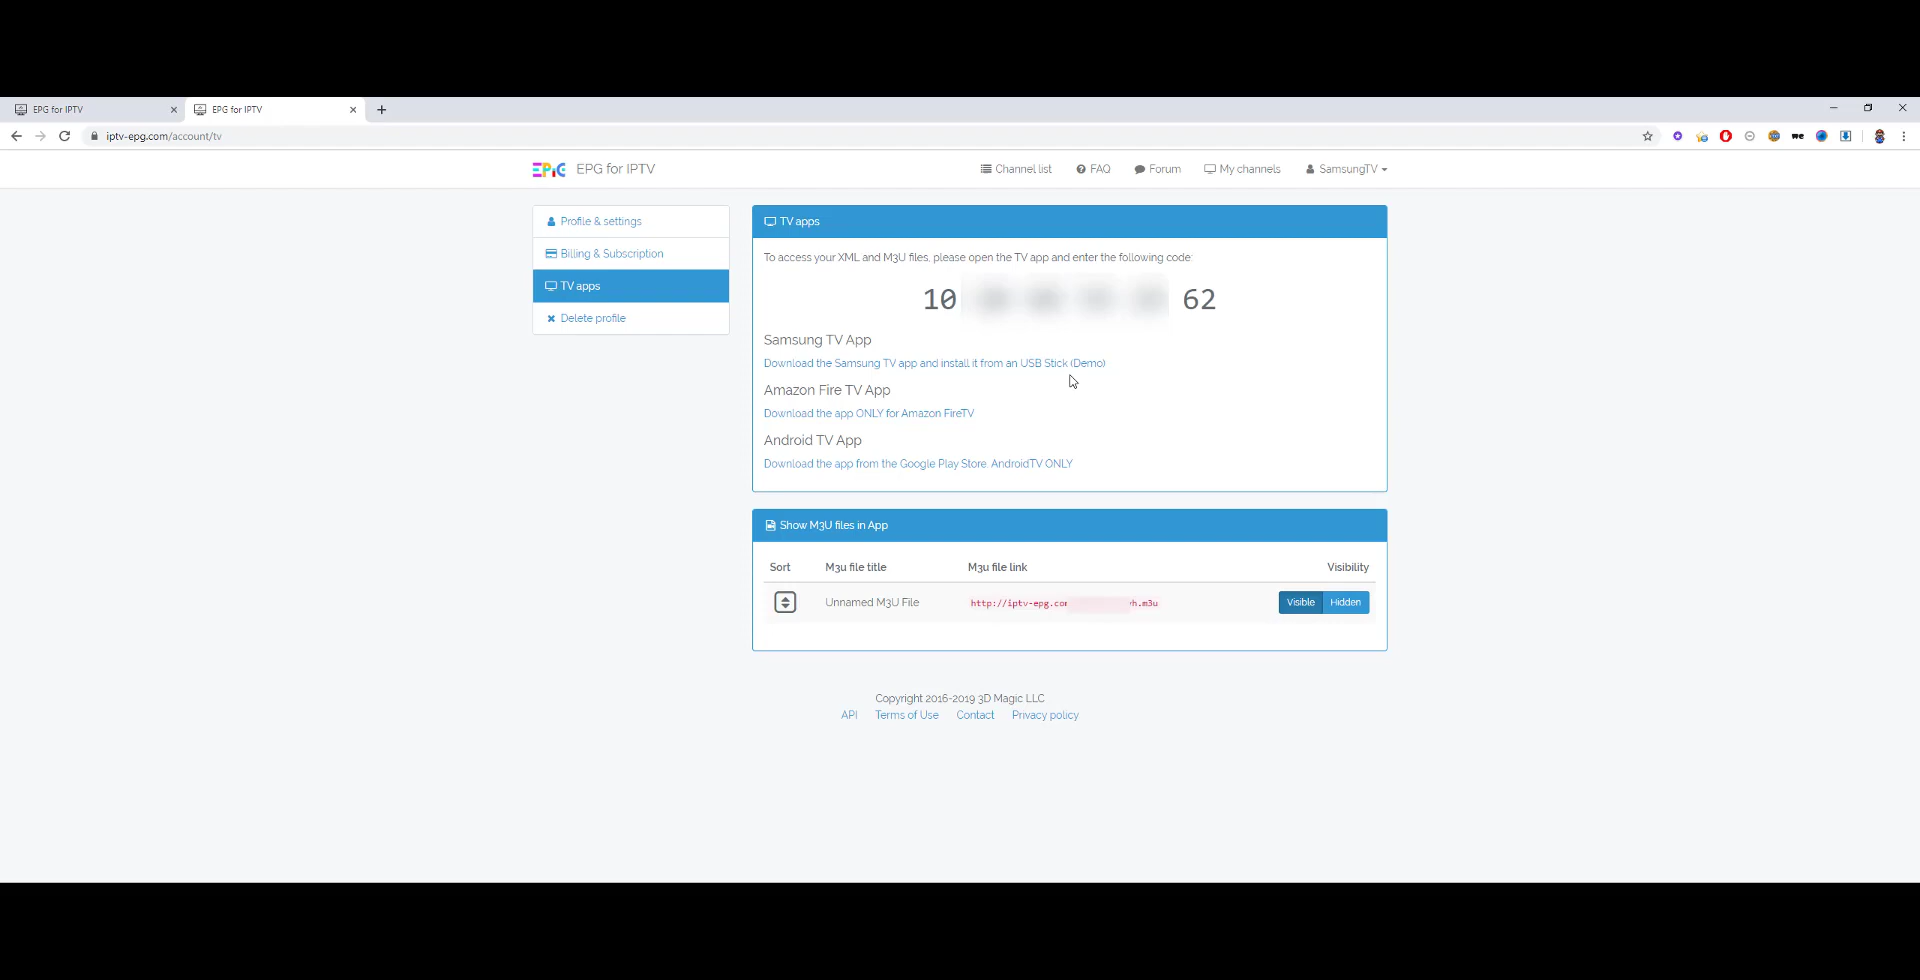 EPG for IPTV
EPG for IPTV
iptv-epg.com/account/tv
EPiC EPG for IPTV
Channel list
FAQ
Forum
My channels
SamsungTV
Profile & settings
Billing & Subscription
TV apps
Delete profile
TV apps
To access your XML and M3U files, please open the TV app and enter the following code:
10 62
Samsung TV App
Download the Samsung TV app and install it from an USB Stick (Demo)
Amazon Fire TV App
Download the app ONLY for Amazon FireTV
Android TV App
Download the app from the Google Play Store. AndroidTV ONLY
Show M3U files in App
Sort M3u file title M3u file link Visibility
Unnamed M3U File http://iptv-epg.co h.m3u Visible Hidden
Copyright 2016-2019 3D Magic LLC
API Terms of Use Contact Privacy policy